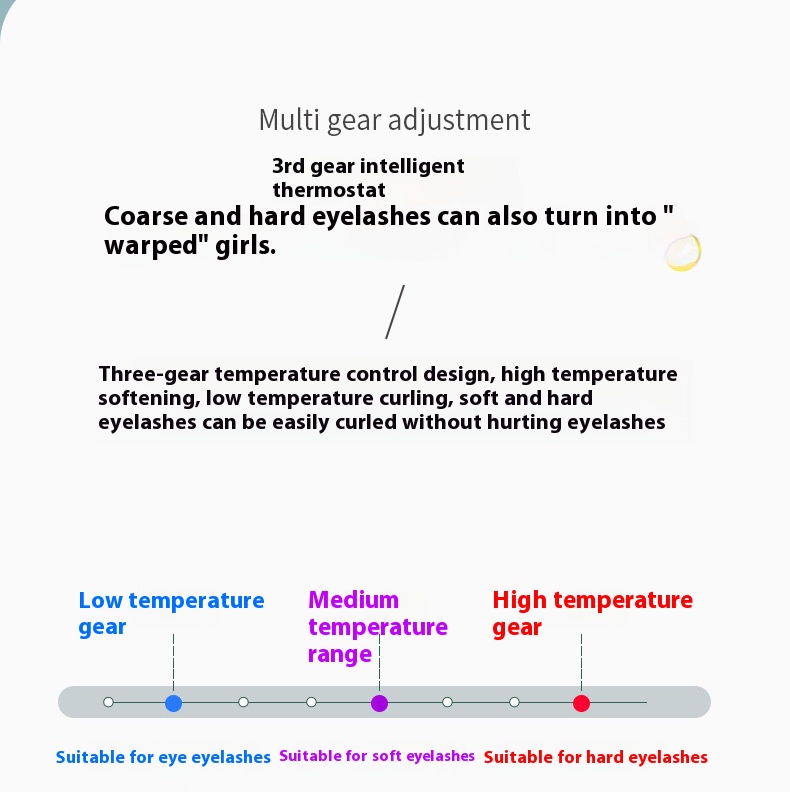 Multi gear adjustment
3rd gear intelligent
thermostat
Coarse and hard eyelashes can also turn into "
warped" girls.
Three-gear temperature control design, high temperature
softening, low temperature curling, soft and hard
eyelashes can be easily curled without hurting eyelashes
Low temperature
gear
Medium
temperature
range
High temperature
gear
Suitable for eye eyelashes
Suitable for soft eyelashes
Suitable for hard eyelashes